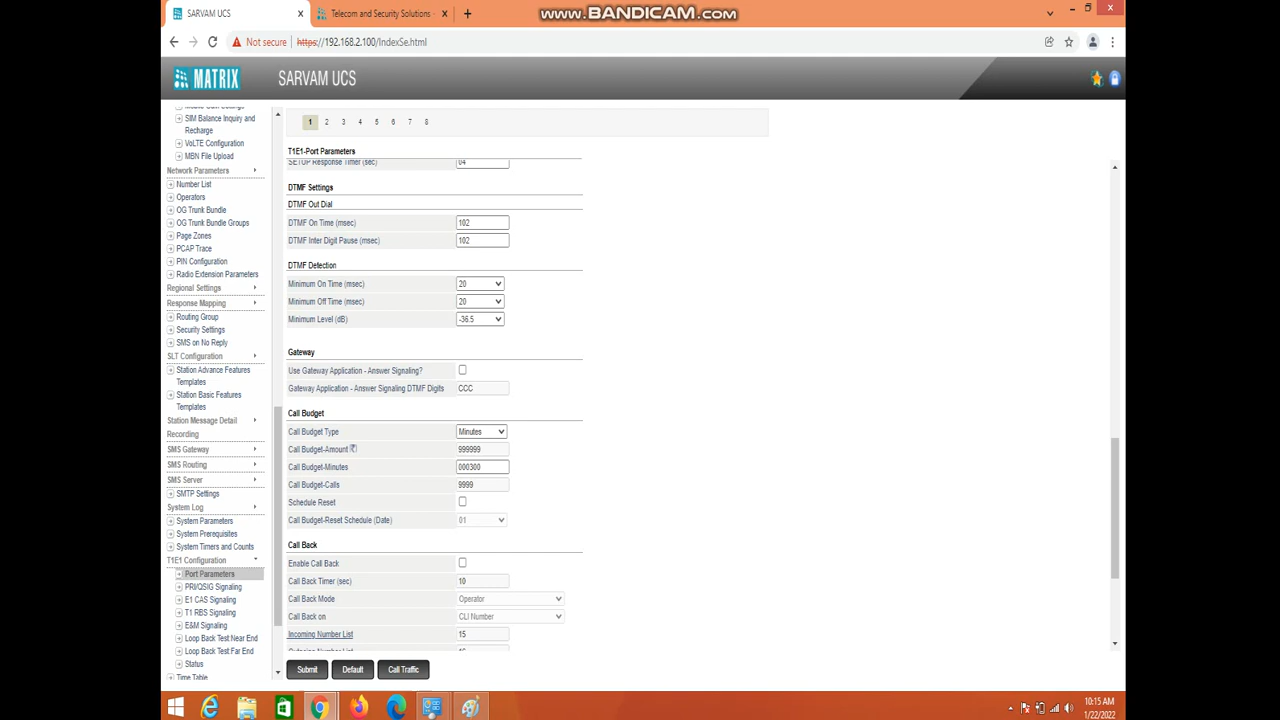 SARVAM UCS
Telecom and Security Solutions
www.BANDICAM.com
Not secure
https://192.168.2.100/IndexSe.html
MATRIX
SARVAM UCS
SIM Balance Inquiry and
Recharge
VoLTE Configuration
MBN File Upload
Network Parameters
Number List
Operators
OG Trunk Bundle
OG Trunk Bundle Groups
Page Zones
PCAP Trace
PIN Configuration
Radio Extension Parameters
Regional Settings
Response Mapping
Routing Group
Security Settings
SMS on No Reply
SLT Configuration
Station Advance Features
Templates
Station Basic Features
Templates
Station Message Detail
Recording
SMS Gateway
SMS Routing
SMS Server
SMTP Settings
System Log
System Parameters
System Prerequisites
System Timers and Counts
T1E1 Configuration
Port Parameters
PRI/QSIG Signaling
E1 CAS Signaling
T1 RBS Signaling
E&M Signaling
Loop Back Test:Near End
Loop Back Test:Far End
Status
Time Table
1 2 3 4 5 6 7 8
T1E1-Port Parameters
SETUP Response Timer (sec) 04
DTMF Settings
DTMF Out Dial
DTMF On Time (msec) 102
DTMF Inter Digit Pause (msec) 102
DTMF Detection
Minimum On Time (msec) 20
Minimum Off Time (msec) 20
Minimum Level (dB) -36.5
Gateway
Use Gateway Application - Answer Signaling?
Gateway Application - Answer Signaling DTMF Digits CCC
Call Budget
Call Budget Type Minutes
Call Budget-Amount ₹ 999999
Call Budget-Minutes 000300
Call Budget-Calls 9999
Schedule Reset
Call Budget-Reset Schedule (Date) 01
Call Back
Enable Call Back
Call Back Timer (sec) 10
Call Back Mode Operator
Call Back on CLI Number
Incoming Number List 15
Submit Default Call Traffic
10:15 AM
1/22/2022